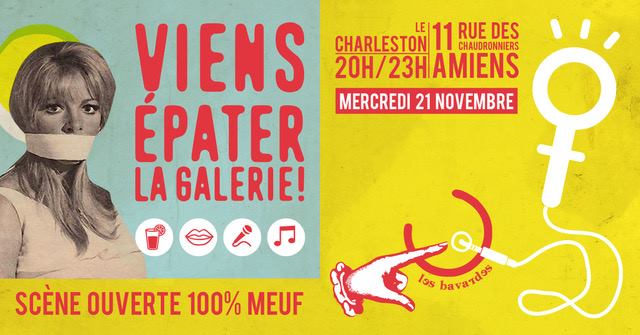 VIENS
ÉPATER
LA GALERIE!
SCÈNE OUVERTE 100% MEUF
LE
CHARLESTON
20H/23H
11 RUE DES
CHAUDRONNIERS
AMIENS
MERCREDI 21 NOVEMBRE
les bavardes